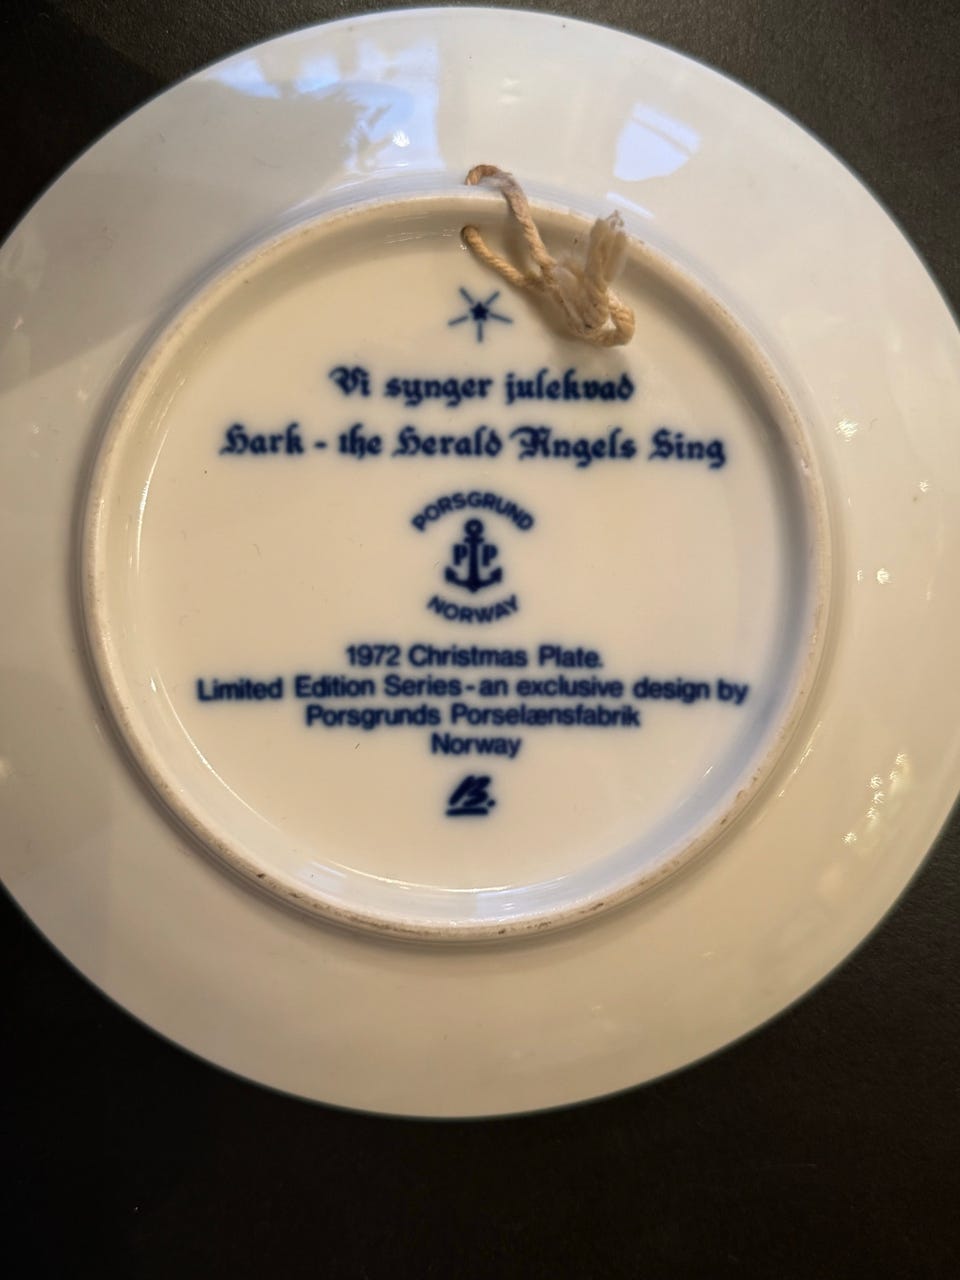 Vi synger julekvad
Hark - the Herald Angels Sing
PORSGRUND
P P
NORWAY
1972 Christmas Plate.
Limited Edition Series - an exclusive design by
Porsgrunds Porselænsfabrik
Norway